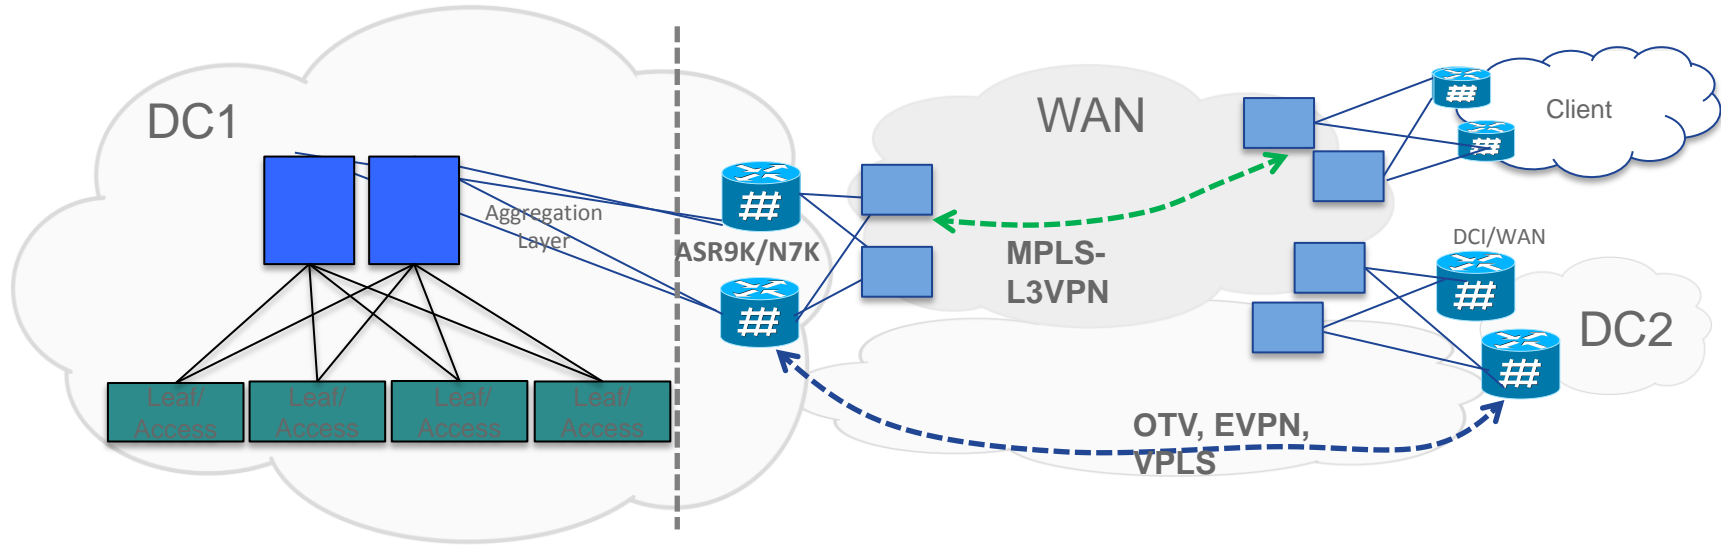 DC1
WAN
Client
Aggregation
Layer
ASR9K/N7K
MPLS-
L3VPN
DCI/WAN
DC2
Leaf/
Access
Leaf/
Access
Leaf/
Access
Leaf/
Access
OTV, EVPN,
VPLS